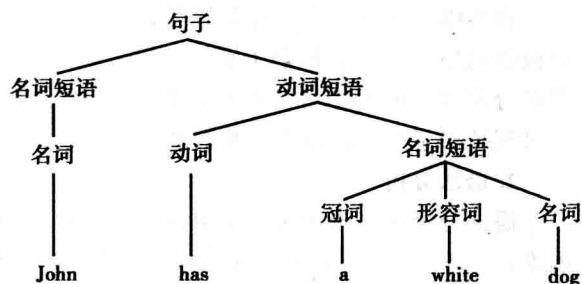 句子
名词短语 动词短语
名词 动词 名词短语
冠词 形容词 名词
John has a white dog